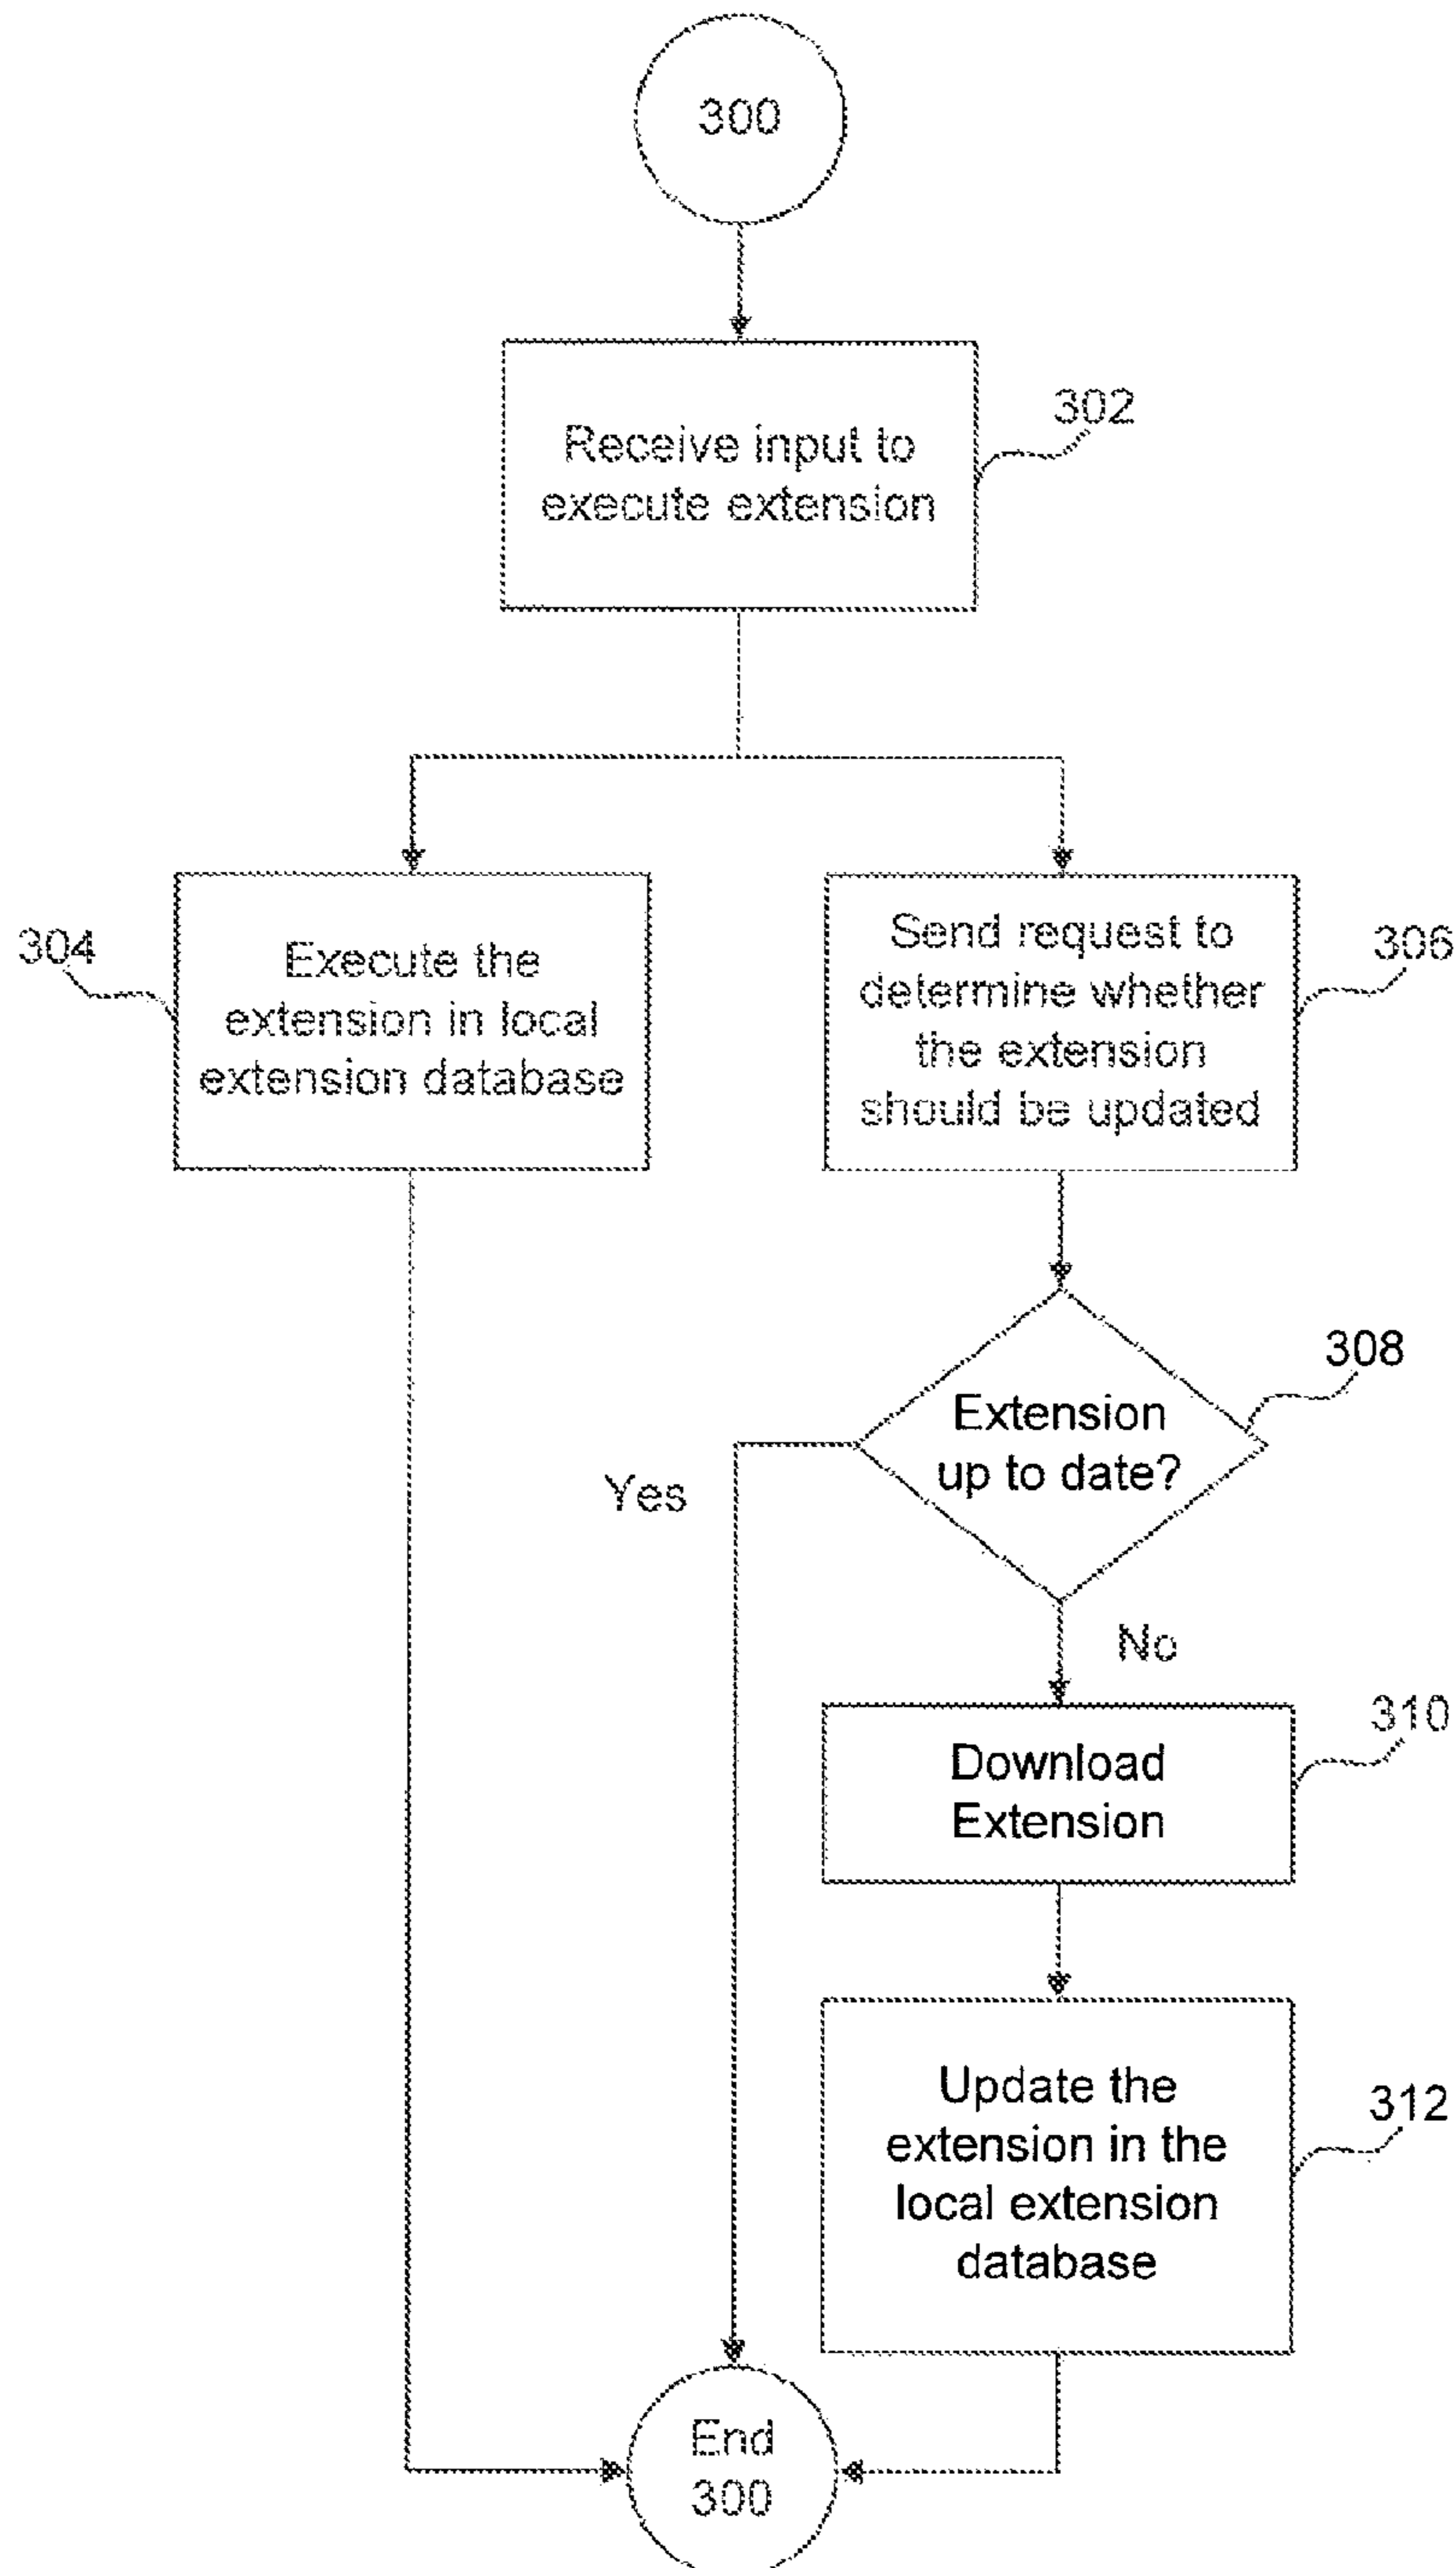 300
Receive input to
execute extension
302
304
Execute the
extension in local
extension database
Send request to
determine whether
the extension
should be updated
306
Extension
up to date?
308
Yes
No
Download
Extension
310
Update the
extension in the
local extension
database
312
End
300